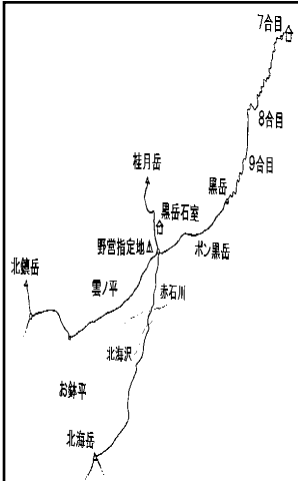 7合目
8合目
9合目
桂月岳
黒岳
黒岳石室
野営指定地
ポン黒岳
北鎮岳
雲ノ平
赤石川
北海沢
お鉢平
北海岳